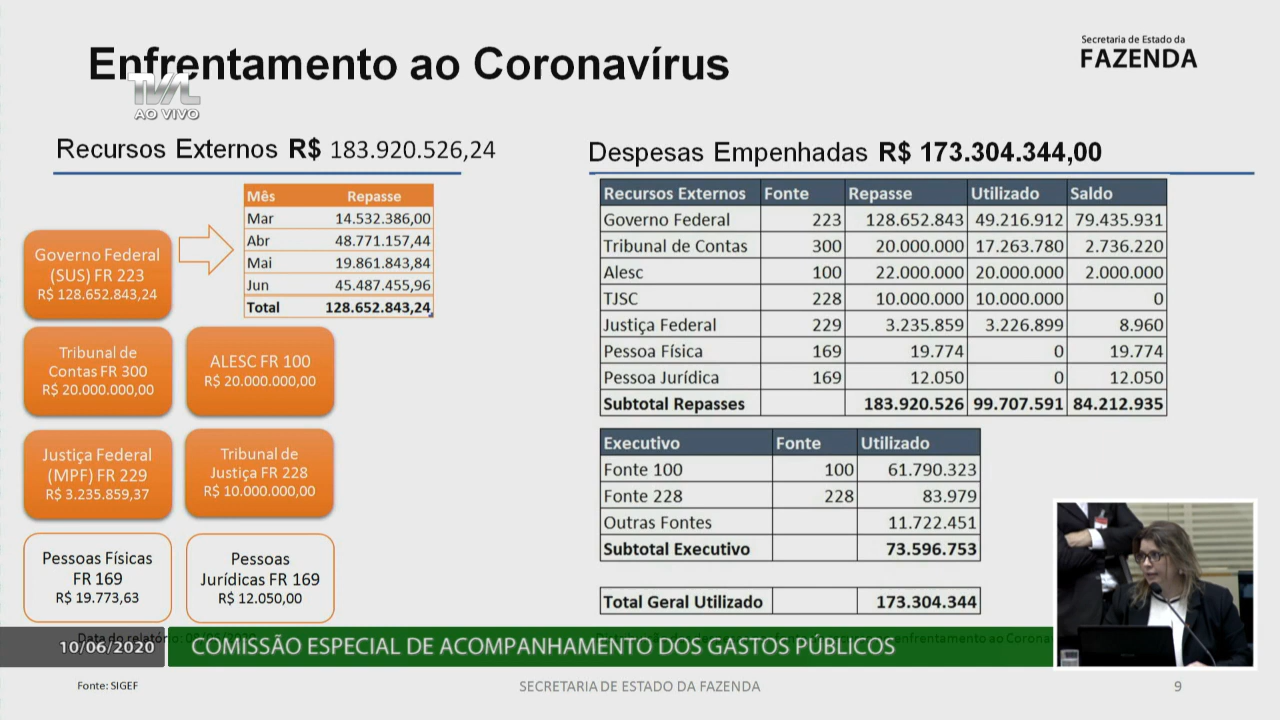 Enfrentamento ao Coronavírus
Secretaria de Estado da
FAZENDA
TVAL
AO VIVO
Recursos Externos R$ 183.920.526,24
Despesas Empenhadas R$ 173.304.344,00
Governo Federal
(SUS) FR 223
R$ 128.652.843,24
Mês Repasse
Mar 14.532.386,00
Abr 48.771.157,44
Mai 19.861.843,84
Jun 45.487.455,96
Total 128.652.843,24
Tribunal de
Contas FR 300
R$ 20.000.000,00
ALESC FR 100
R$ 20.000.000,00
Justiça Federal
(MPF) FR 229
R$ 3.235.859,37
Tribunal de
Justiça FR 228
R$ 10.000.000,00
Pessoas Físicas
FR 169
R$ 19.773,63
Pessoas
Jurídicas FR 169
R$ 12.050,00
Recursos Externos Fonte Repasse Utilizado Saldo
Governo Federal 223 128.652.843 49.216.912 79.435.931
Tribunal de Contas 300 20.000.000 17.263.780 2.736.220
Alesc 100 22.000.000 20.000.000 2.000.000
TJSC 228 10.000.000 10.000.000 0
Justiça Federal 229 3.235.859 3.226.899 8.960
Pessoa Física 169 19.774 0 19.774
Pessoa Jurídica 169 12.050 0 12.050
Subtotal Repasses 183.920.526 99.707.591 84.212.935
Executivo Fonte Utilizado
Fonte 100 100 61.790.323
Fonte 228 228 83.979
Outras Fontes 11.722.451
Subtotal Executivo 73.596.753
Total Geral Utilizado 173.304.344
Data do relatório:
enfrentamento ao
10/06/2020 COMISSÃO ESPECIAL DE ACOMPANHAMENTO DOS GASTOS PÚBLICOS
Fonte: SIGEF
SECRETARIA DE ESTADO DA FAZENDA
9